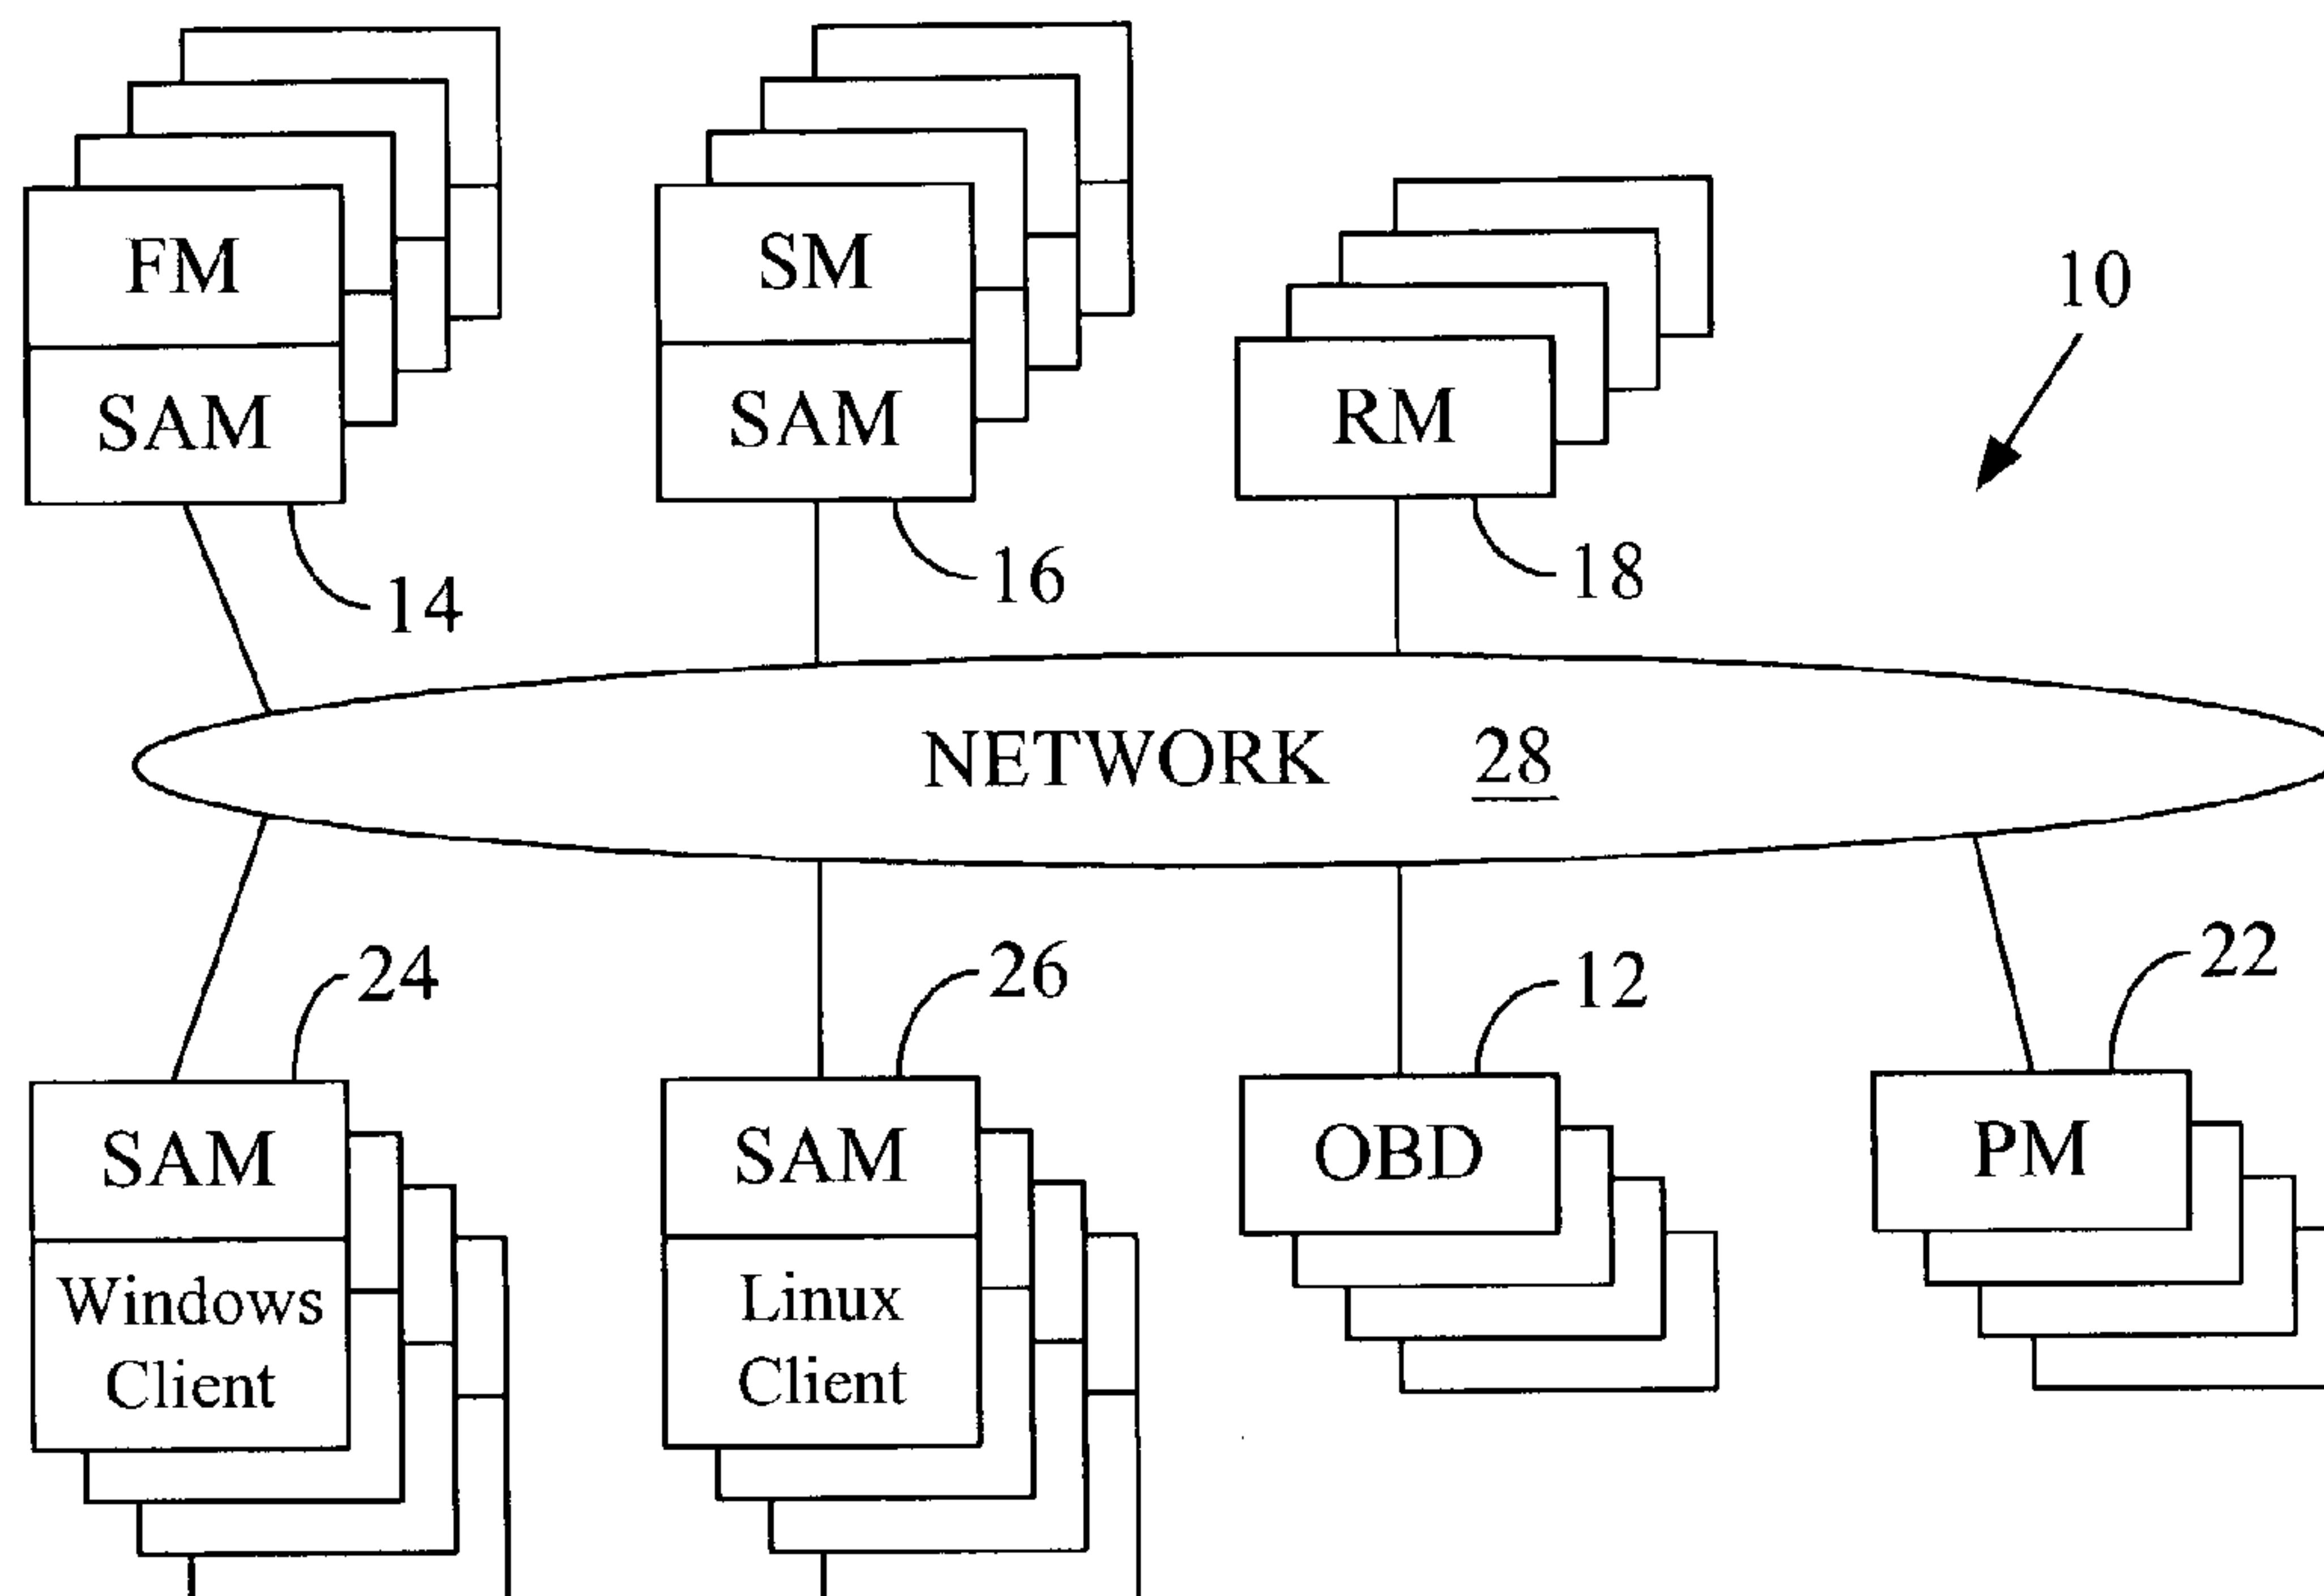 FM
SAM
14
SM
SAM
16
RM
18
10
NETWORK 28
24
SAM
Windows
Client
26
SAM
Linux
Client
12
OBD
22
PM